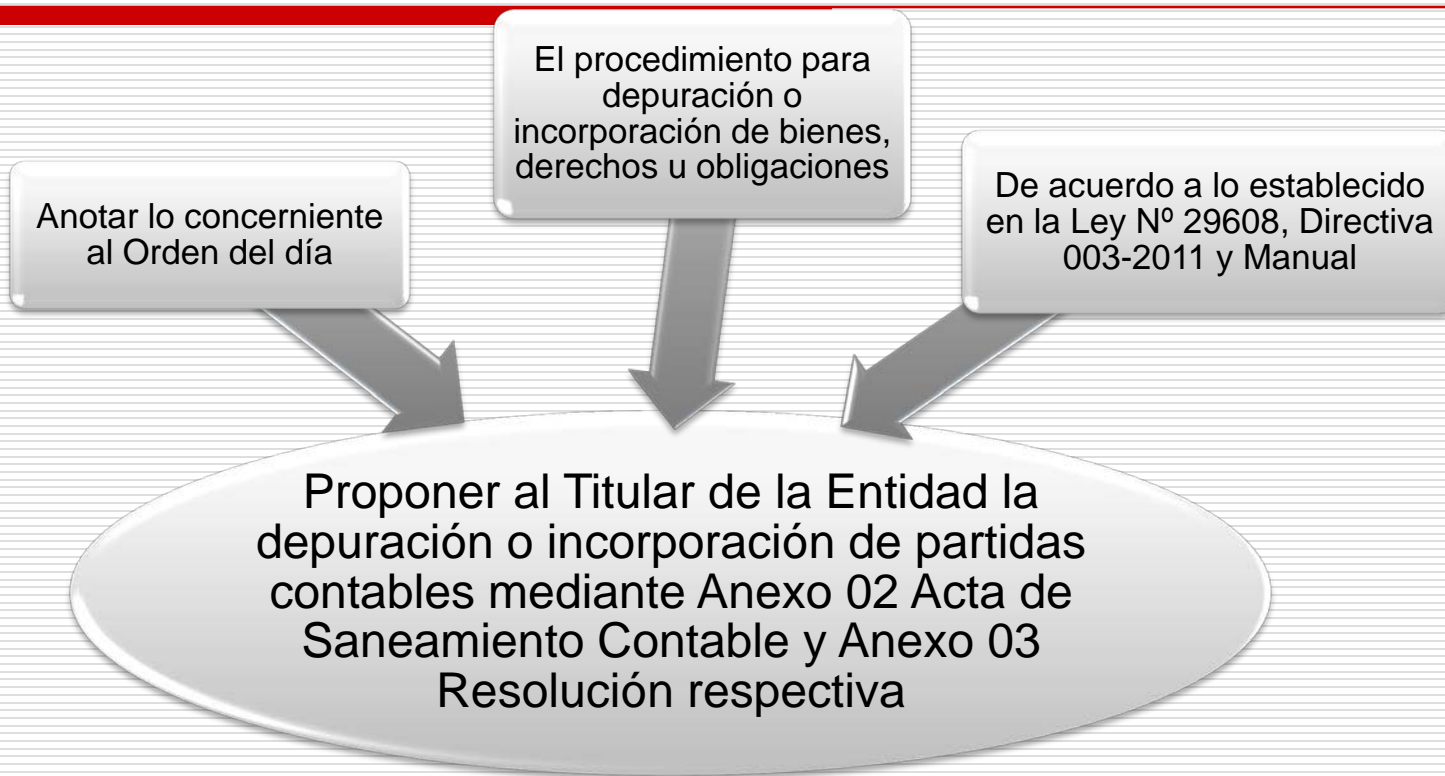 Anotar lo concerniente
al Orden del día
El procedimiento para
depuración o
incorporación de bienes,
derechos u obligaciones
De acuerdo a lo establecido
en la Ley Nº 29608, Directiva
003-2011 y Manual
Proponer al Titular de la Entidad la
depuración o incorporación de partidas
contables mediante Anexo 02 Acta de
Saneamiento Contable y Anexo 03
Resolución respectiva